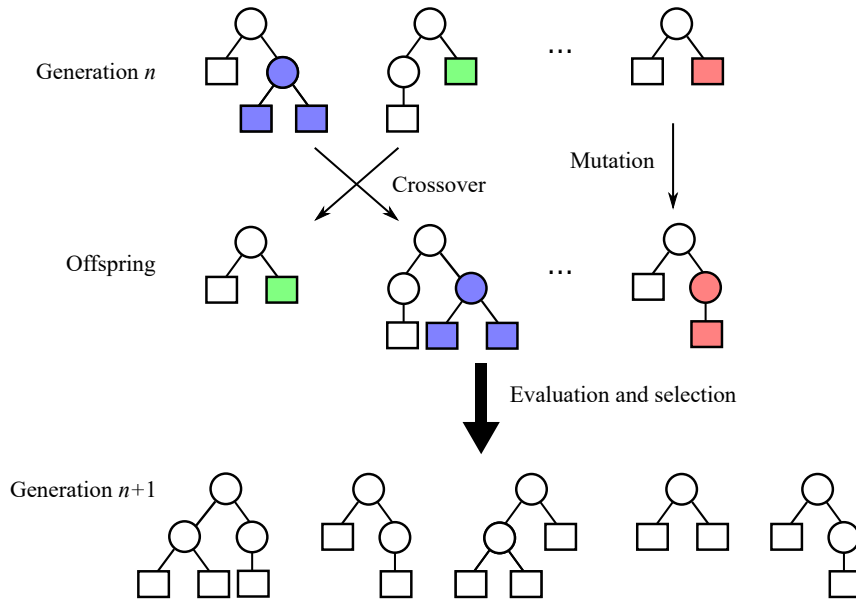 ...
Generation n
Mutation
Crossover
Offspring
...
Evaluation and selection
Generation n+1